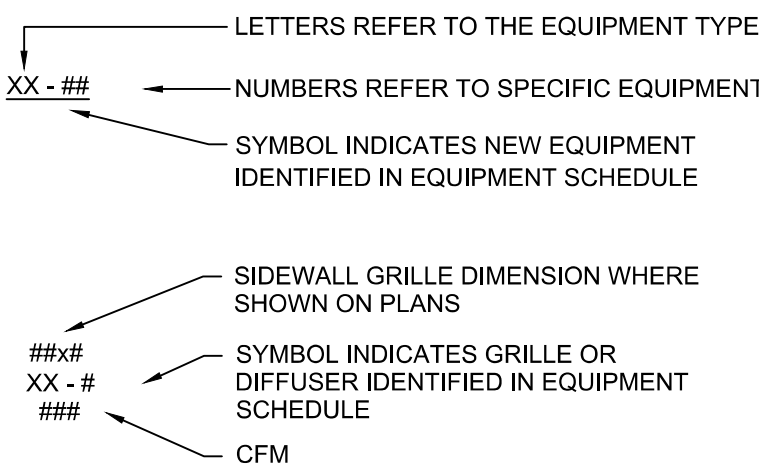 LETTERS REFER TO THE EQUIPMENT TYPE
XX - ##
NUMBERS REFER TO SPECIFIC EQUIPMENT
SYMBOL INDICATES NEW EQUIPMENT
IDENTIFIED IN EQUIPMENT SCHEDULE
SIDEWALL GRILLE DIMENSION WHERE
SHOWN ON PLANS
##x#
XX - #
###
SYMBOL INDICATES GRILLE OR
DIFFUSER IDENTIFIED IN EQUIPMENT
SCHEDULE
CFM